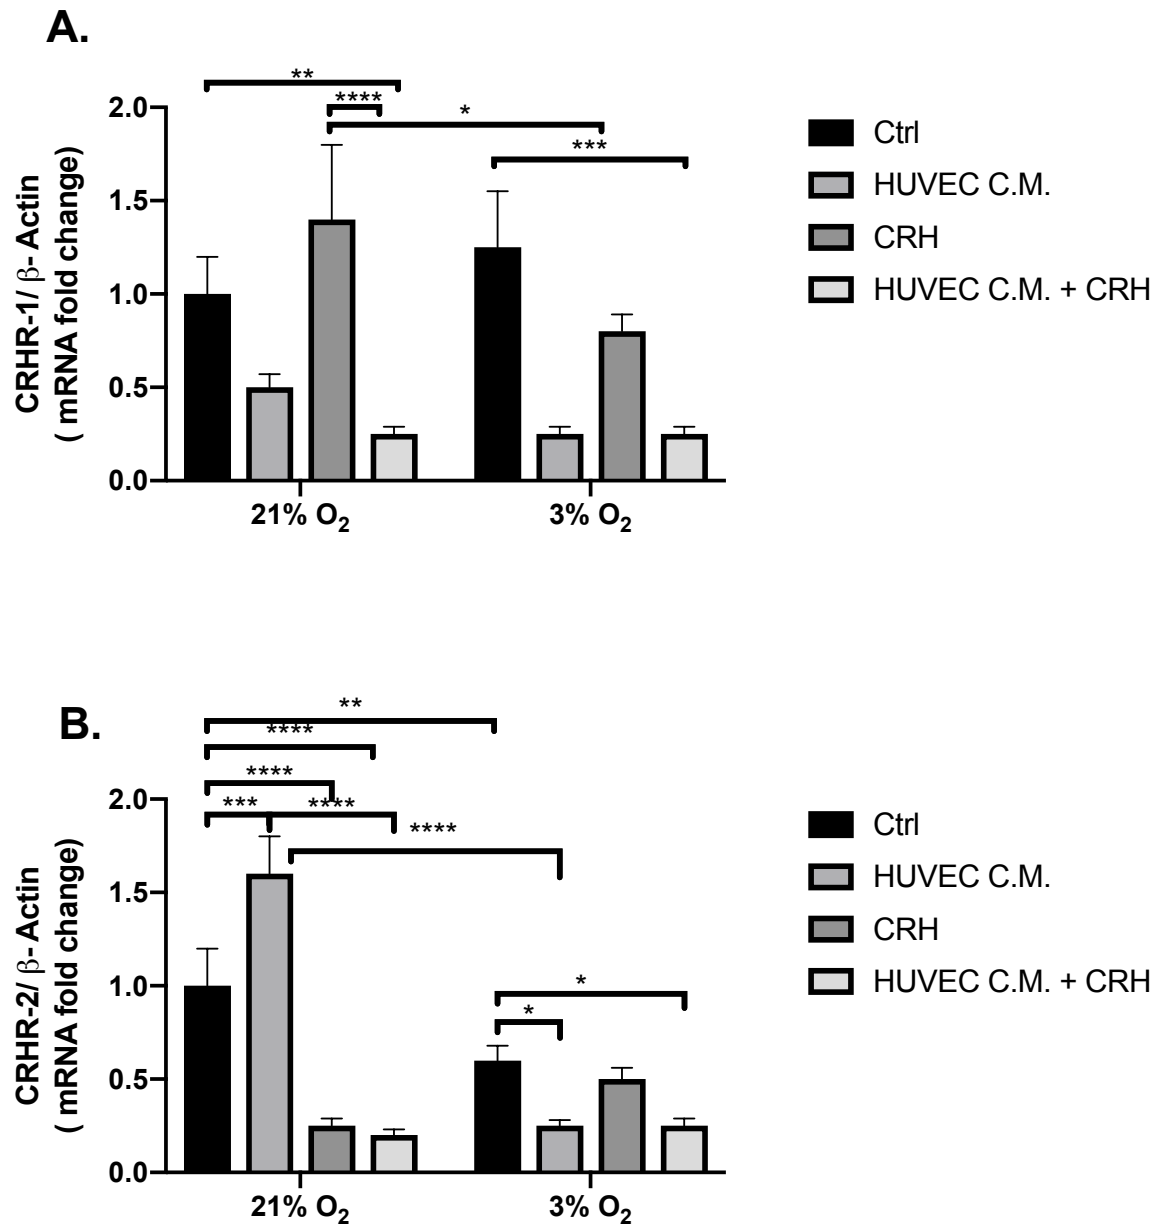 A.
**
****
*
***
2.0
1.5
1.0
0.5
0.0
CRHR-1/ β- Actin
( mRNA fold change)
21% O₂
3% O₂
Ctrl
HUVEC C.M.
CRH
HUVEC C.M. + CRH
B.
**
****
****
***
****
****
*
*
2.0
1.5
1.0
0.5
0.0
CRHR-2/ β- Actin
( mRNA fold change)
21% O₂
3% O₂
Ctrl
HUVEC C.M.
CRH
HUVEC C.M. + CRH